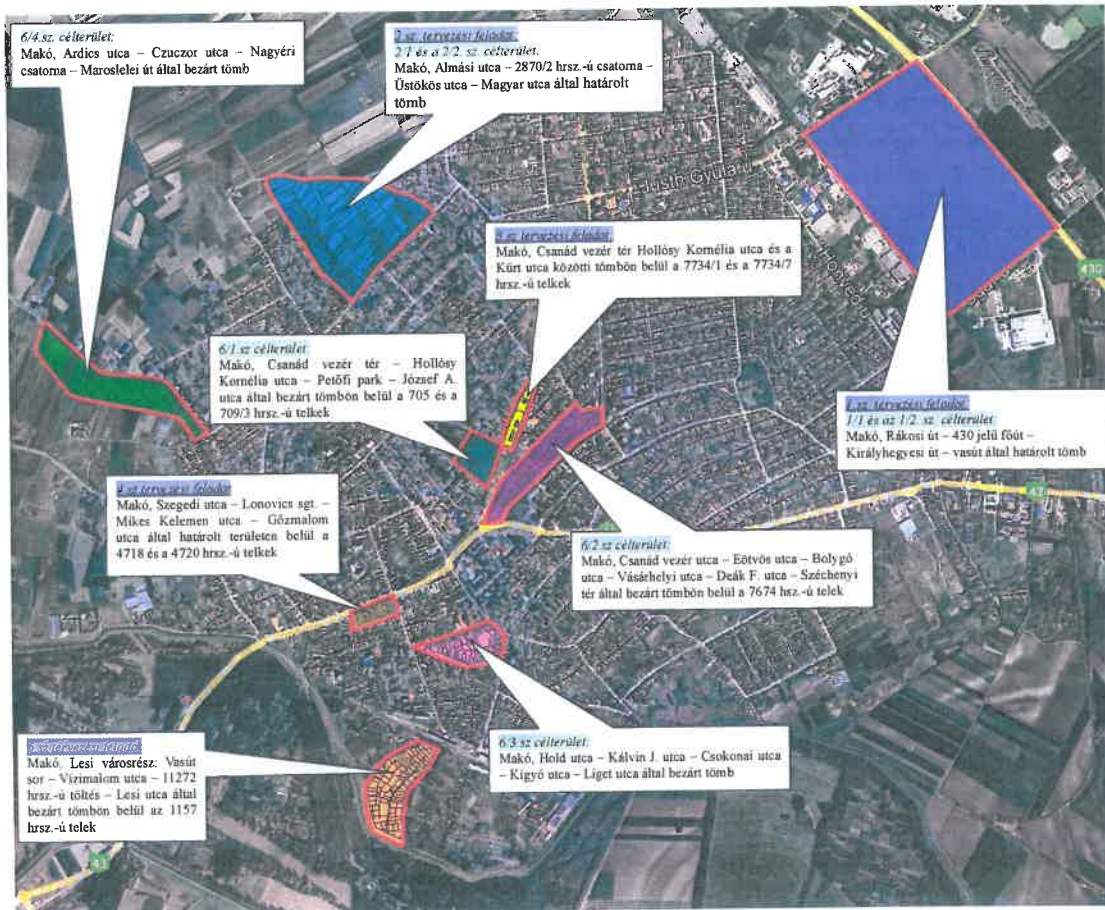 6/4.sz. célterület:
Makó, Ardics utca – Czuczor utca – Nagyéri
csatorna – Maroslelei út által bezárt tömb
2.sz. tervezési feladat:
2/1 és a 2/2. sz. célterület:
Makó, Almási utca – 2870/2 hrsz.-ú csatorna –
Üstökös utca – Magyar utca által határolt
tömb
Justh Gyula u.
sz tervezési feladat:
Makó, Csanád vezér tér Hollósy Kornélia utca és a
Kürt utca közötti tömbön belül a 7734/1 és a 7734/7
hrsz.-ú telkek
Honvéd u.
430
6/1 sz célterület
Makó, Csanád vezér tér – Hollósy
Kornélia utca – Petőfi park – József A.
utca által bezárt tömbön belül a 705 és a
709/3 hrsz.-ú telkek
1.sz. tervezési feladat:
1/1 és az 1/2. sz. célterület:
Makó, Rákosi út – 430 jelű főút –
Királyhegyesi út – vasút által határolt tömb
4.sz tervezési feladat
Makó, Szegedi utca – Lonovics sgt. –
Mikes Kelemen utca – Gőzmalom
utca által határolt területen belül a
4718 és a 4720 hrsz.-ú telkek
43
6/2 sz célterület:
Makó, Csanád vezér utca – Eötvös utca – Bolygó
utca – Vásárhelyi utca – Deák F. utca – Széchenyi
tér által bezárt tömbön belül a 7674 hsz.-ú telek
6/3 sz célterület:
Makó, Hold utca – Kálvin J. utca – Csokonai utca
– Kígyó utca – Liget utca által bezárt tömb
sz tervezési feladat
Makó, Lesi városrész: Vasút
sor – Vízimalom utca – 11272
hrsz.-ú töltés – Lesi utca által
bezárt tömbön belül az 1157
hrsz.-ú telek
43